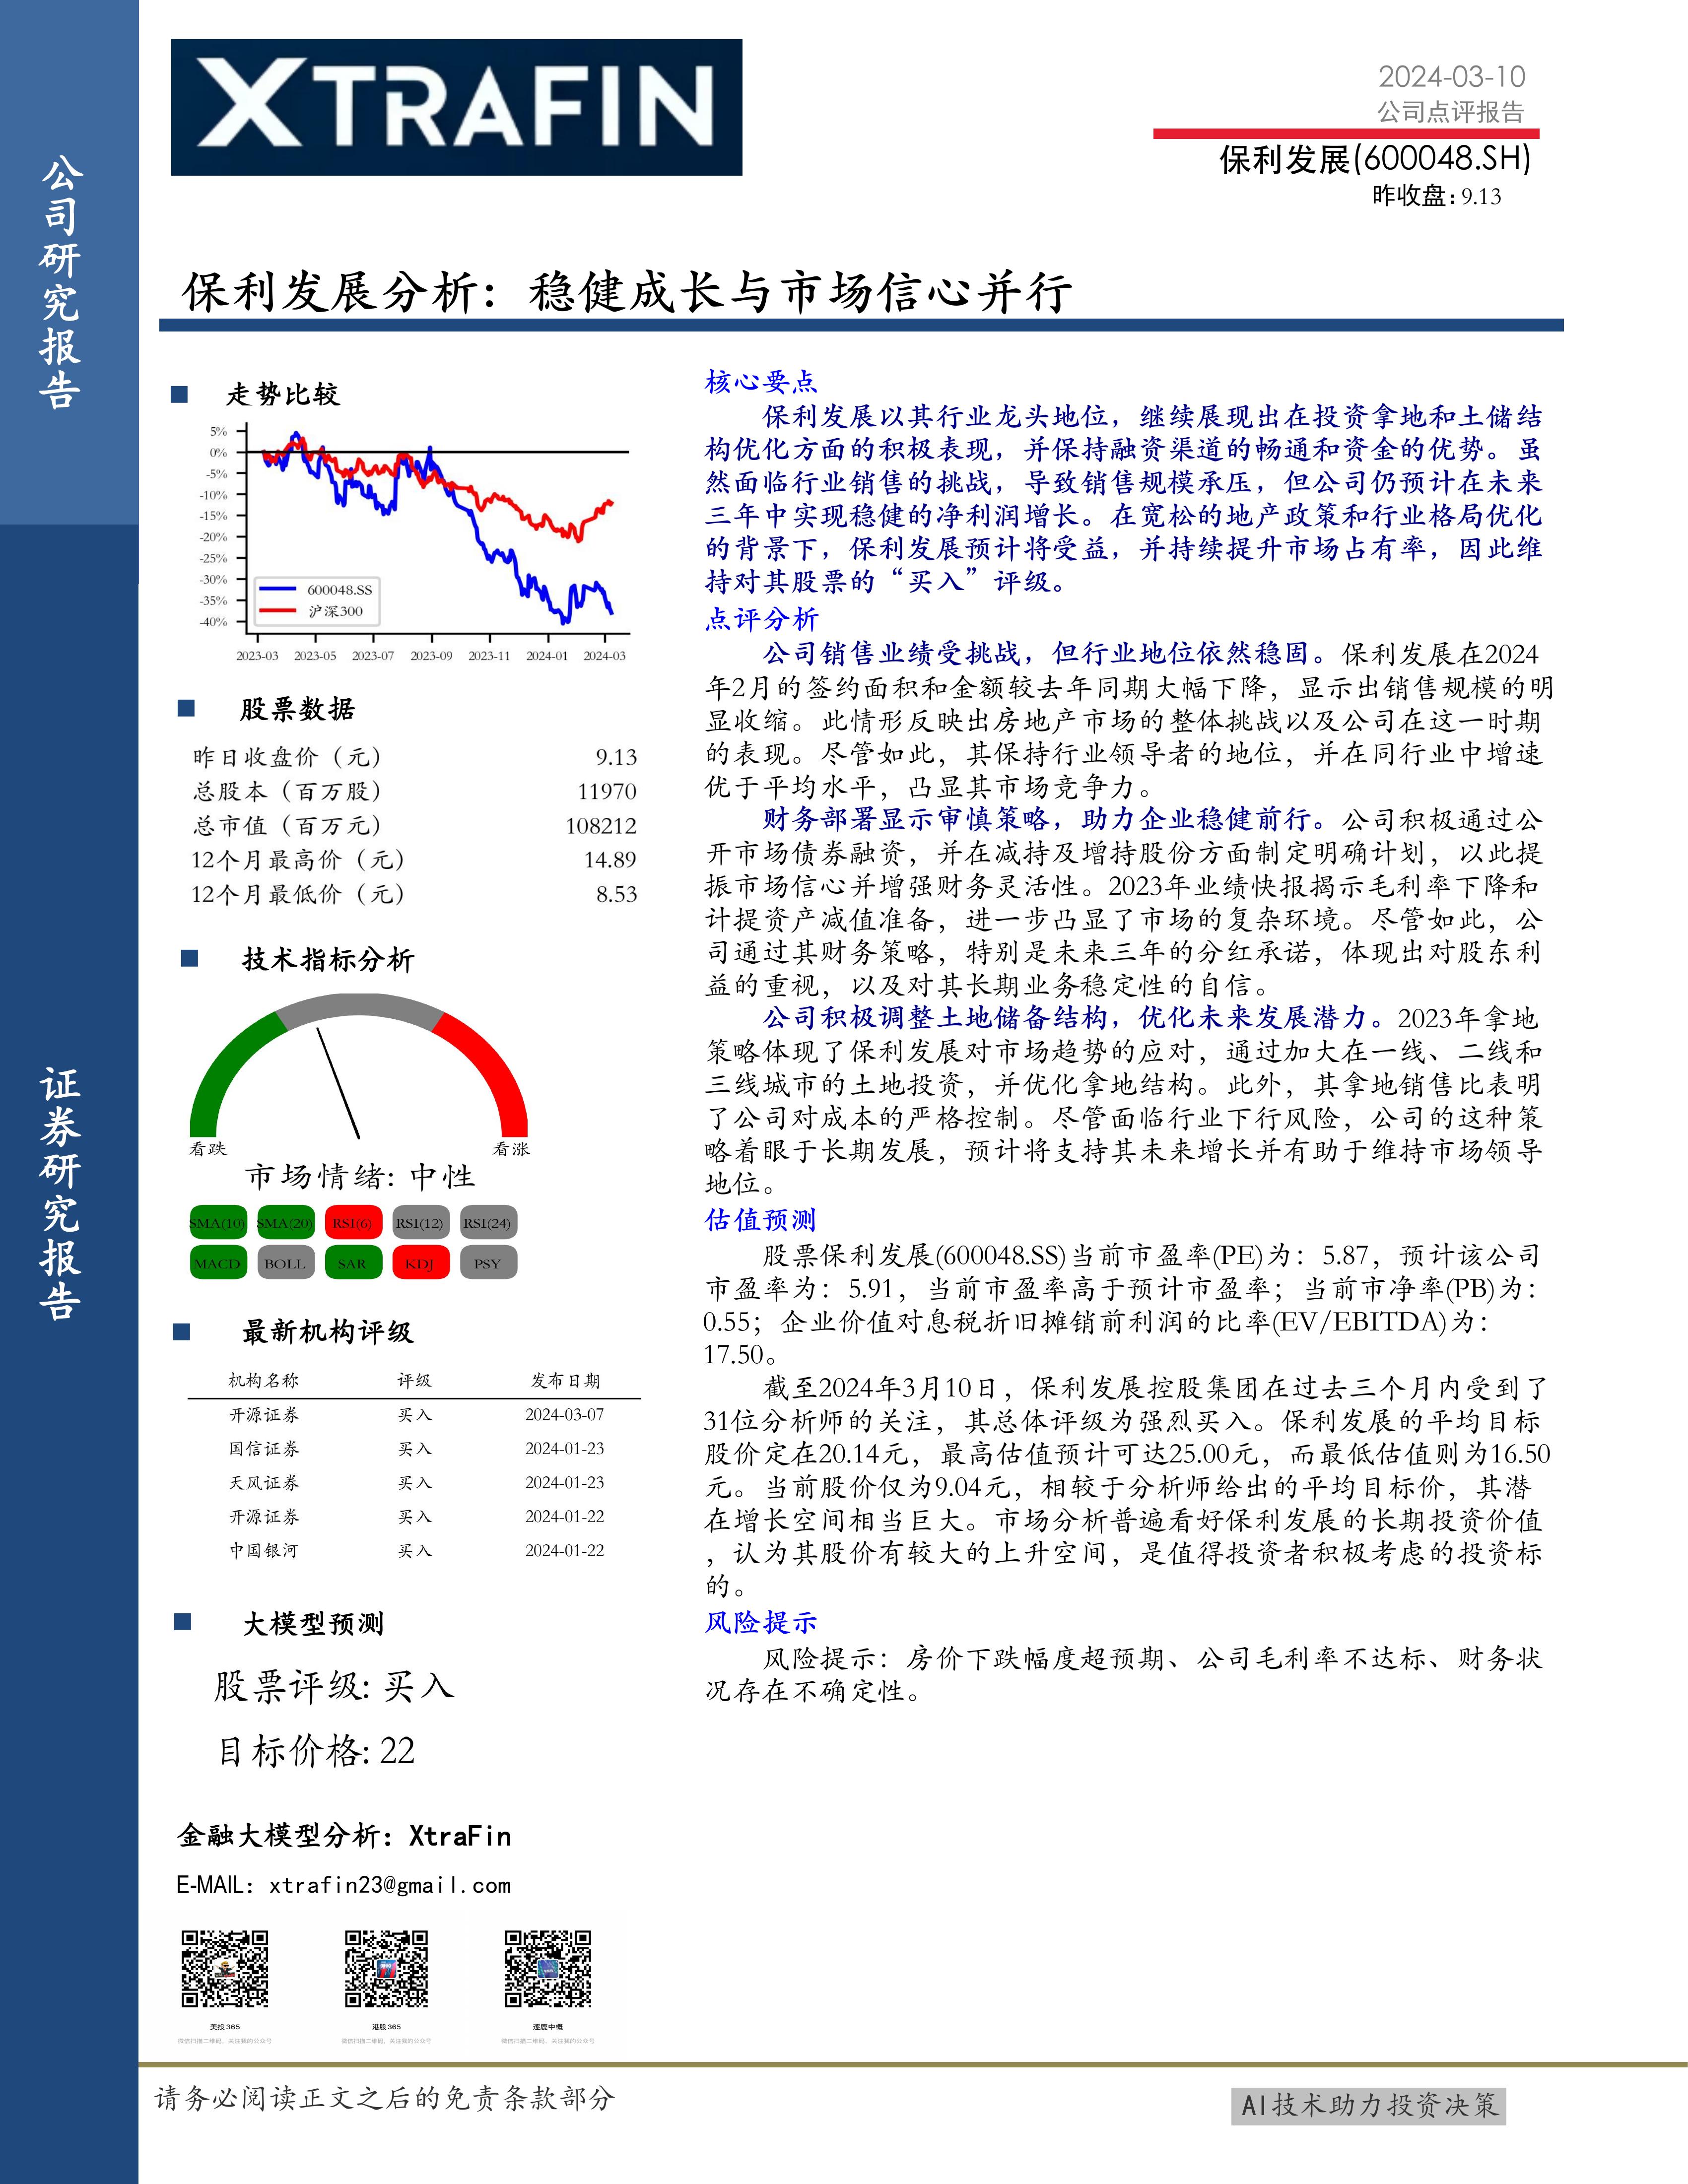 公司研究报告
证券研究报告
XTRAFIN
2024-03-10
公司点评报告
保利发展(600048.SH)
昨收盘:9.13
保利发展分析：稳健成长与市场信心并行
走势比较
5%
0%
-5%
-10%
-15%
-20%
-25%
-30%
-35%
-40%
600048.SS
沪深300
2023-03 2023-05 2023-07 2023-09 2023-11 2024-01 2024-03
股票数据
昨日收盘价（元） 9.13
总股本（百万股） 11970
总市值（百万元） 108212
12个月最高价（元） 14.89
12个月最低价（元） 8.53
技术指标分析
看跌 看涨
市场情绪: 中性
SMA(10) SMA(20) RSI(6) RSI(12) RSI(24)
MACD BOLL SAR KDJ PSY
最新机构评级
机构名称 评级 发布日期
开源证券 买入 2024-03-07
国信证券 买入 2024-01-23
天风证券 买入 2024-01-23
开源证券 买入 2024-01-22
中国银河 买入 2024-01-22
大模型预测
股票评级: 买入
目标价格: 22
金融大模型分析：XtraFin
E-MAIL：xtrafin23@gmail.com
美投365 港股365 逐鹿中概
微信扫描二维码，关注我的公众号 微信扫描二维码，关注我的公众号 微信扫描二维码，关注我的公众号
核心要点
保利发展以其行业龙头地位，继续展现出在投资拿地和土储结
构优化方面的积极表现，并保持融资渠道的畅通和资金的优势。虽
然面临行业销售的挑战，导致销售规模承压，但公司仍预计在未来
三年中实现稳健的净利润增长。在宽松的地产政策和行业格局优化
的背景下，保利发展预计将受益，并持续提升市场占有率，因此维
持对其股票的“买入”评级。
点评分析
公司销售业绩受挑战，但行业地位依然稳固。保利发展在2024
年2月的签约面积和金额较去年同期大幅下降，显示出销售规模的明
显收缩。此情形反映出房地产市场的整体挑战以及公司在这一时期
的表现。尽管如此，其保持行业领导者的地位，并在同行业中增速
优于平均水平，凸显其市场竞争力。
财务部署显示审慎策略，助力企业稳健前行。公司积极通过公
开市场债券融资，并在减持及增持股份方面制定明确计划，以此提
振市场信心并增强财务灵活性。2023年业绩快报揭示毛利率下降和
计提资产减值准备，进一步凸显了市场的复杂环境。尽管如此，公
司通过其财务策略，特别是未来三年的分红承诺，体现出对股东利
益的重视，以及对其长期业务稳定性的自信。
公司积极调整土地储备结构，优化未来发展潜力。2023年拿地
策略体现了保利发展对市场趋势的应对，通过加大在一线、二线和
三线城市的土地投资，并优化拿地结构。此外，其拿地销售比表明
了公司对成本的严格控制。尽管面临行业下行风险，公司的这种策
略着眼于长期发展，预计将支持其未来增长并有助于维持市场领导
地位。
估值预测
股票保利发展(600048.SS)当前市盈率(PE)为：5.87，预计该公司
市盈率为：5.91，当前市盈率高于预计市盈率；当前市净率(PB)为：
0.55；企业价值对息税折旧摊销前利润的比率(EV/EBITDA)为：
17.50。
截至2024年3月10日，保利发展控股集团在过去三个月内受到了
31位分析师的关注，其总体评级为强烈买入。保利发展的平均目标
股价定在20.14元，最高估值预计可达25.00元，而最低估值则为16.50
元。当前股价仅为9.04元，相较于分析师给出的平均目标价，其潜
在增长空间相当巨大。市场分析普遍看好保利发展的长期投资价值
，认为其股价有较大的上升空间，是值得投资者积极考虑的投资标
的。
风险提示
风险提示：房价下跌幅度超预期、公司毛利率不达标、财务状
况存在不确定性。
请务必阅读正文之后的免责条款部分
AI技术助力投资决策